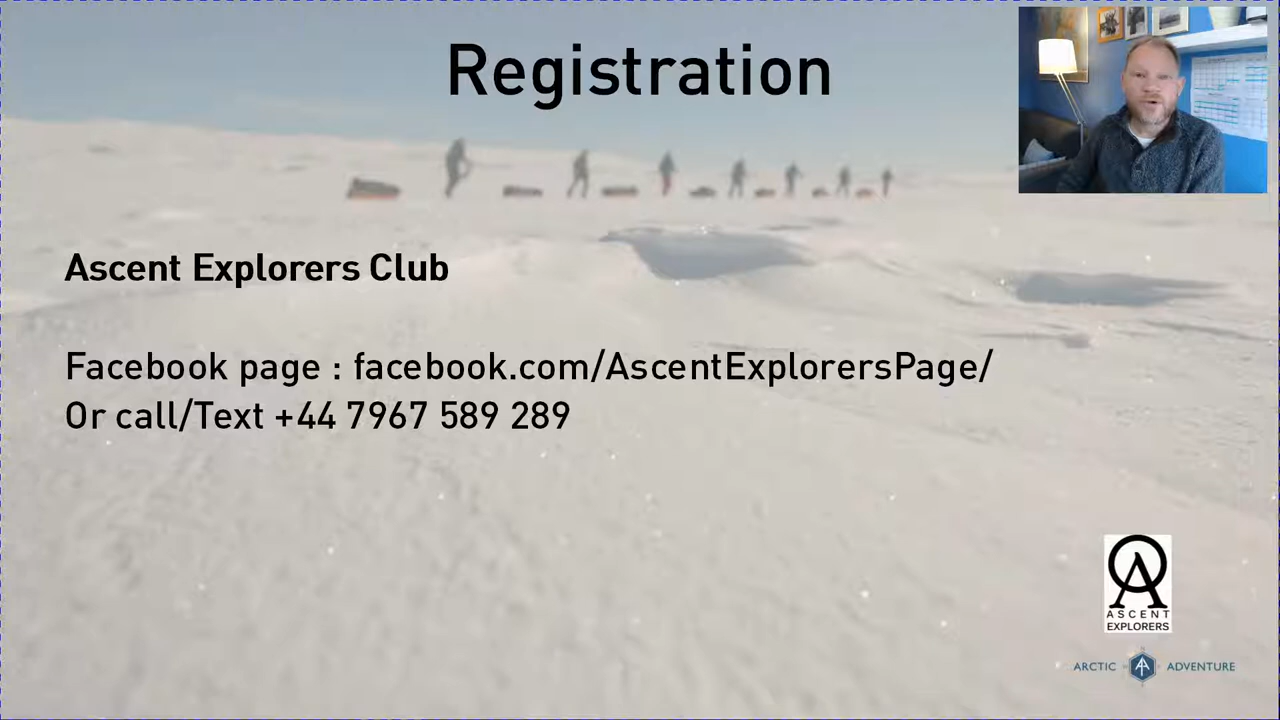 Registration
Ascent Explorers Club
Facebook page : facebook.com/AscentExplorersPage/
Or call/Text +44 7967 589 289
ASCENT
EXPLORERS
ARCTIC ADVENTURE